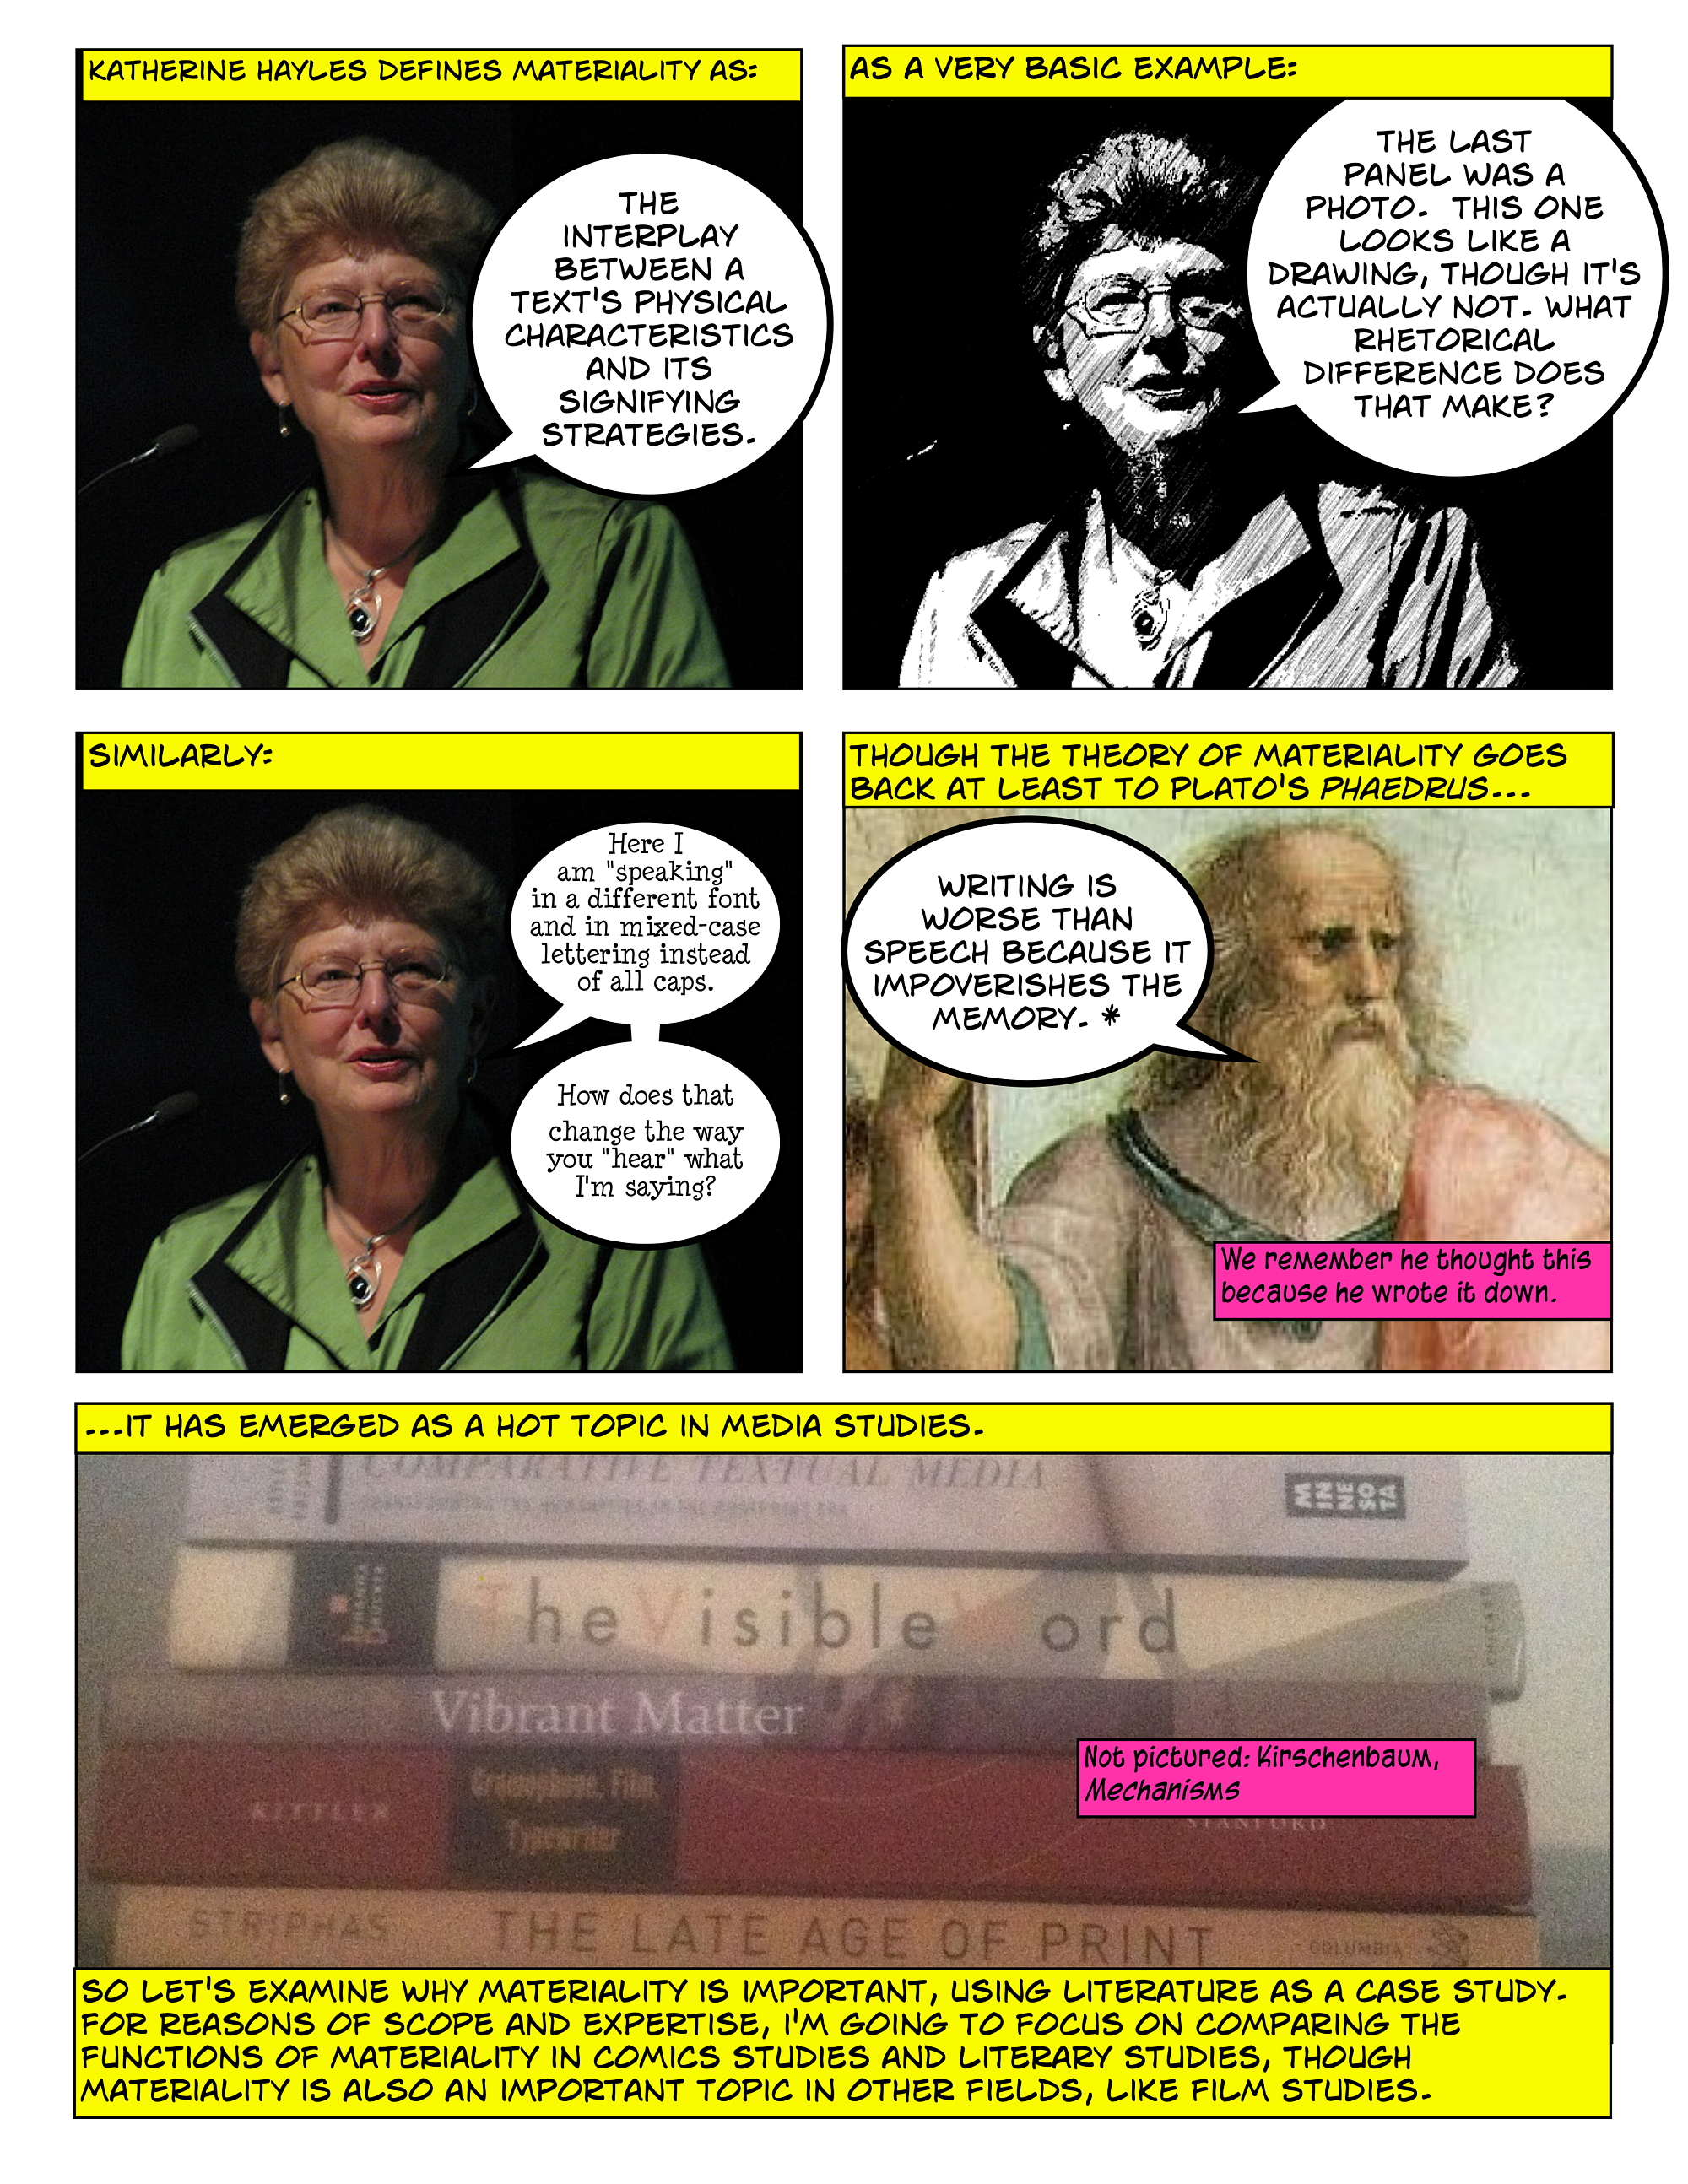 KATHERINE HAYLES DEFINES MATERIALITY AS:
THE
INTERPLAY
BETWEEN A
TEXT'S PHYSICAL
CHARACTERISTICS
AND ITS
SIGNIFYING
STRATEGIES.
AS A VERY BASIC EXAMPLE:
THE LAST
PANEL WAS A
PHOTO. THIS ONE
LOOKS LIKE A
DRAWING, THOUGH IT'S
ACTUALLY NOT. WHAT
RHETORICAL
DIFFERENCE DOES
THAT MAKE?
SIMILARLY:
Here I
am "speaking"
in a different font
and in mixed-case
lettering instead
of all caps.
How does that
change the way
you "hear" what
I'm saying?
THOUGH THE THEORY OF MATERIALITY GOES
BACK AT LEAST TO PLATO'S PHAEDRUS...
WRITING IS
WORSE THAN
SPEECH BECAUSE IT
IMPOVERISHES THE
MEMORY. *
We remember he thought this
because he wrote it down.
...IT HAS EMERGED AS A HOT TOPIC IN MEDIA STUDIES.
COMPARATIVE TEXTUAL MEDIA
MINNESOTA
The Visible Word
Vibrant Matter
Not pictured: Kirschenbaum,
Mechanisms
KITTLER
Gramophone, Film,
Typewriter
STANFORD
STRIPHAS THE LATE AGE OF PRINT COLUMBIA
SO LET'S EXAMINE WHY MATERIALITY IS IMPORTANT, USING LITERATURE AS A CASE STUDY.
FOR REASONS OF SCOPE AND EXPERTISE, I'M GOING TO FOCUS ON COMPARING THE
FUNCTIONS OF MATERIALITY IN COMICS STUDIES AND LITERARY STUDIES, THOUGH
MATERIALITY IS ALSO AN IMPORTANT TOPIC IN OTHER FIELDS, LIKE FILM STUDIES.